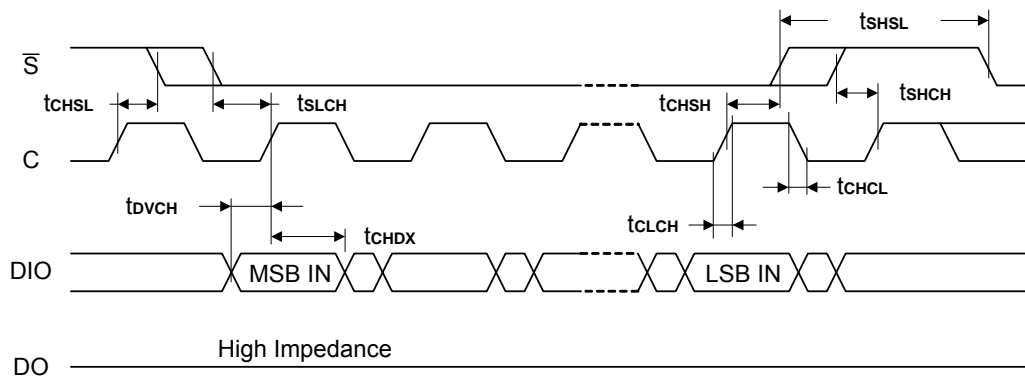 tSHSL
S̅
tCHSL
tSLCH
tCHSH
tSHCH
C
tDVCH
tCHDX
tCLCH
tCHCL
DIO
MSB IN
LSB IN
High Impedance
DO